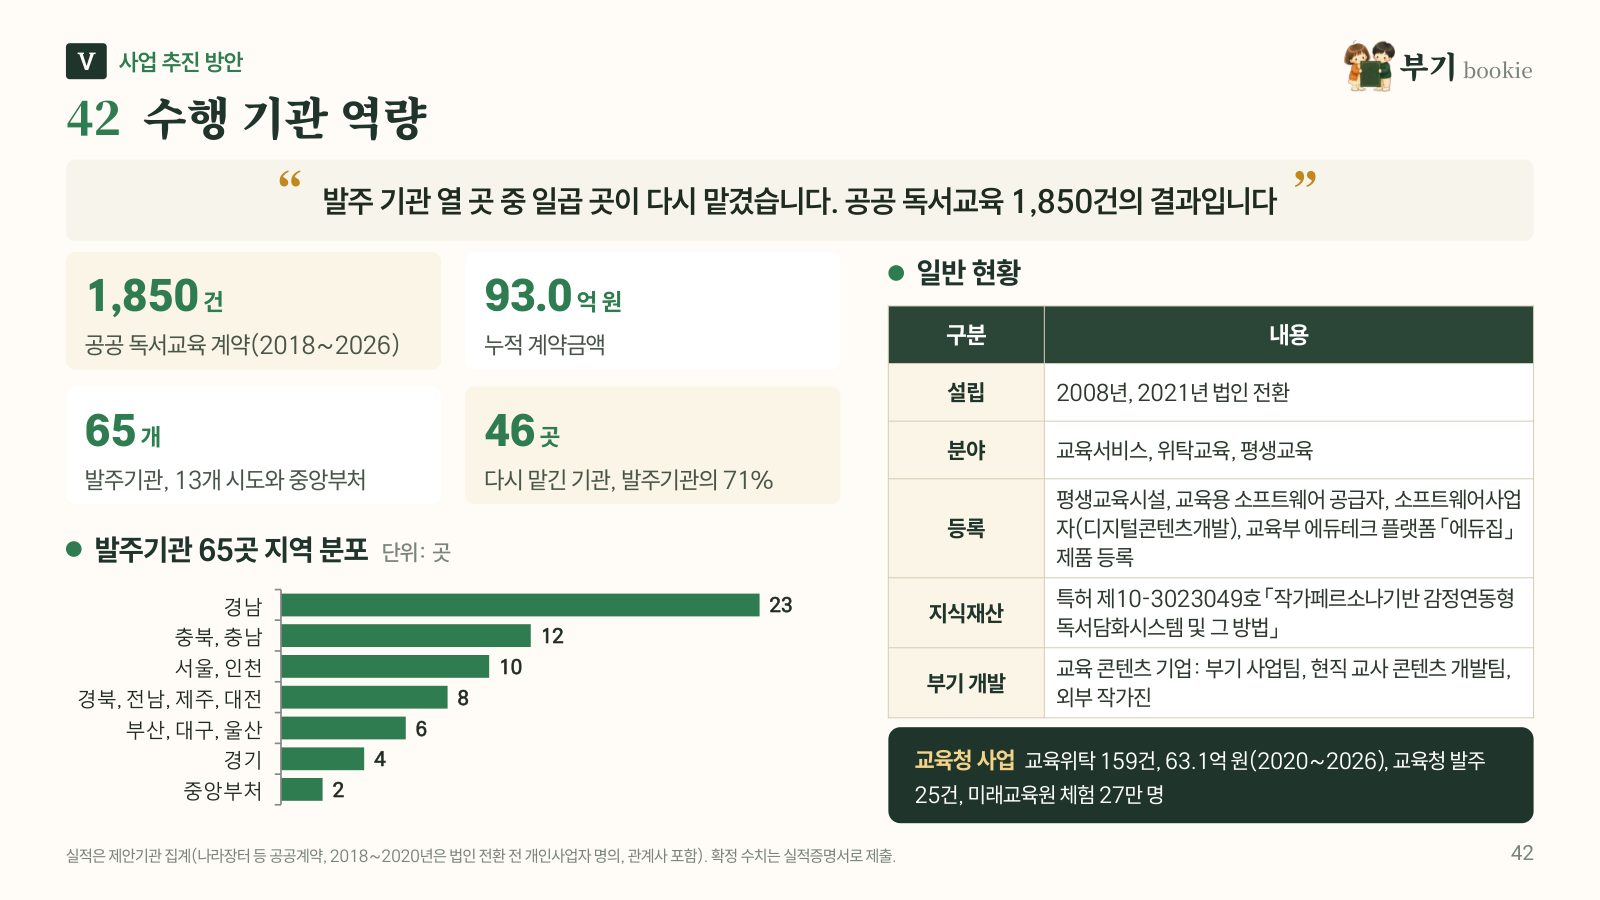 V 사업 추진 방안
부기 bookie
42 수행 기관 역량
“ 발주 기관 열 곳 중 일곱 곳이 다시 맡겼습니다. 공공 독서교육 1,850건의 결과입니다 ”
1,850 건
공공 독서교육 계약(2018~2026)
93.0 억 원
누적 계약금액
65 개
발주기관, 13개 시도와 중앙부처
46 곳
다시 맡긴 기관, 발주기관의 71%
발주기관 65곳 지역 분포 단위: 곳
경남 23
충북, 충남 12
서울, 인천 10
경북, 전남, 제주, 대전 8
부산, 대구, 울산 6
경기 4
중앙부처 2
일반 현황
구분 내용
설립 2008년, 2021년 법인 전환
분야 교육서비스, 위탁교육, 평생교육
등록 평생교육시설, 교육용 소프트웨어 공급자, 소프트웨어사업
자(디지털콘텐츠개발), 교육부 에듀테크 플랫폼 「에듀집」
제품 등록
지식재산 특허 제10-3023049호 「작가페르소나기반 감정연동형
독서담화시스템 및 그 방법」
부기 개발 교육 콘텐츠 기업: 부기 사업팀, 현직 교사 콘텐츠 개발팀,
외부 작가진
교육청 사업 교육위탁 159건, 63.1억 원(2020~2026), 교육청 발주
25건, 미래교육원 체험 27만 명
실적은 제안기관 집계(나라장터 등 공공계약, 2018~2020년은 법인 전환 전 개인사업자 명의, 관계사 포함). 확정 수치는 실적증명서로 제출.
42